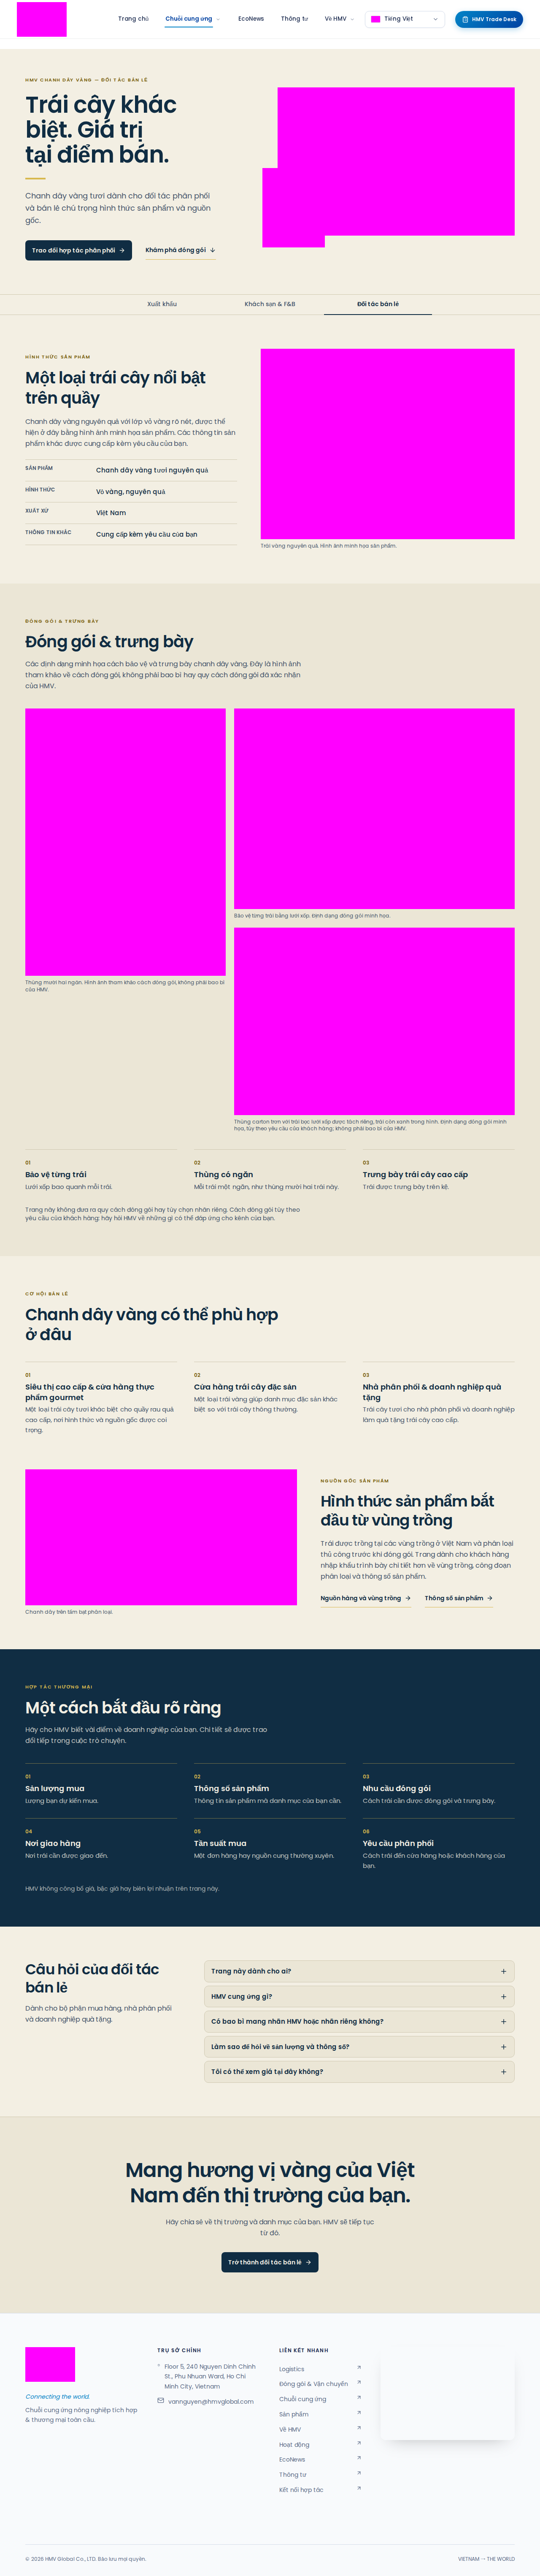 Trang chủ
Chuỗi cung ứng
EcoNews
Thông tư
Về HMV
Tiếng Việt
HMV Trade Desk
HMV CHANH DÂY VÀNG — ĐỐI TÁC BÁN LẺ
Trái cây khác
biệt. Giá trị
tại điểm bán.
Chanh dây vàng tươi dành cho đối tác phân phối
và bán lẻ chú trọng hình thức sản phẩm và nguồn
gốc.
Trao đổi hợp tác phân phối
Khám phá đóng gói
Xuất khẩu
Khách sạn & F&B
Đối tác bán lẻ
HÌNH THỨC SẢN PHẨM
Một loại trái cây nổi bật
trên quầy
Chanh dây vàng nguyên quả với lớp vỏ vàng rõ nét, được thể
hiện ở đây bằng hình ảnh minh họa sản phẩm. Các thông tin sản
phẩm khác được cung cấp kèm yêu cầu của bạn.
SẢN PHẨM
Chanh dây vàng tươi nguyên quả
HÌNH THỨC
Vỏ vàng, nguyên quả
XUẤT XỨ
Việt Nam
THÔNG TIN KHÁC
Cung cấp kèm yêu cầu của bạn
Trái vàng nguyên quả. Hình ảnh minh họa sản phẩm.
ĐÓNG GÓI & TRƯNG BÀY
Đóng gói & trưng bày
Các định dạng minh họa cách bảo vệ và trưng bày chanh dây vàng. Đây là hình ảnh
tham khảo về cách đóng gói, không phải bao bì hay quy cách đóng gói đã xác nhận
của HMV.
Bảo vệ từng trái bằng lưới xốp. Định dạng đóng gói minh họa.
Thùng mười hai ngăn. Hình ảnh tham khảo cách đóng gói, không phải bao bì
của HMV.
Thùng carton trơn với trái bọc lưới xốp được tách riêng, trái còn xanh trong hình. Định dạng đóng gói minh
họa, tùy theo yêu cầu của khách hàng; không phải bao bì của HMV.
01
Bảo vệ từng trái
Lưới xốp bao quanh mỗi trái.
02
Thùng có ngăn
Mỗi trái một ngăn, như thùng mười hai trái này.
03
Trưng bày trái cây cao cấp
Trái được trưng bày trên kệ.
Trang này không đưa ra quy cách đóng gói hay tùy chọn nhãn riêng. Cách đóng gói tùy theo
yêu cầu của khách hàng; hãy hỏi HMV về những gì có thể đáp ứng cho kênh của bạn.
CƠ HỘI BÁN LẺ
Chanh dây vàng có thể phù hợp
ở đâu
01
Siêu thị cao cấp & cửa hàng thực
phẩm gourmet
Một loại trái cây tươi khác biệt cho quầy rau quả
cao cấp, nơi hình thức và nguồn gốc được coi
trọng.
02
Cửa hàng trái cây đặc sản
Một loại trái vàng giúp danh mục đặc sản khác
biệt so với trái cây thông thường.
03
Nhà phân phối & doanh nghiệp quà
tặng
Trái cây tươi cho nhà phân phối và doanh nghiệp
làm quà tặng trái cây cao cấp.
Chanh dây trên tấm bạt phân loại.
NGUỒN GỐC SẢN PHẨM
Hình thức sản phẩm bắt
đầu từ vùng trồng
Trái được trồng tại các vùng trồng ở Việt Nam và phân loại
thủ công trước khi đóng gói. Trang dành cho khách hàng
nhập khẩu trình bày chi tiết hơn về vùng trồng, công đoạn
phân loại và thông số sản phẩm.
Nguồn hàng và vùng trồng
Thông số sản phẩm
HỢP TÁC THƯƠNG MẠI
Một cách bắt đầu rõ ràng
Hãy cho HMV biết vài điểm về doanh nghiệp của bạn. Chi tiết sẽ được trao
đổi tiếp trong cuộc trò chuyện.
01
Sản lượng mua
Lượng bạn dự kiến mua.
02
Thông số sản phẩm
Thông tin sản phẩm mà danh mục của bạn cần.
03
Nhu cầu đóng gói
Cách trái cần được đóng gói và trưng bày.
04
Nơi giao hàng
Nơi trái cần được giao đến.
05
Tần suất mua
Một đơn hàng hay nguồn cung thường xuyên.
06
Yêu cầu phân phối
Cách trái đến cửa hàng hoặc khách hàng của
bạn.
HMV không công bố giá, bậc giá hay biên lợi nhuận trên trang này.
Câu hỏi của đối tác
bán lẻ
Dành cho bộ phận mua hàng, nhà phân phối
và doanh nghiệp quà tặng.
Trang này dành cho ai?
HMV cung ứng gì?
Có bao bì mang nhãn HMV hoặc nhãn riêng không?
Làm sao để hỏi về sản lượng và thông số?
Tôi có thể xem giá tại đây không?
Mang hương vị vàng của Việt
Nam đến thị trường của bạn.
Hãy chia sẻ về thị trường và danh mục của bạn. HMV sẽ tiếp tục
từ đó.
Trở thành đối tác bán lẻ
Connecting the world.
Chuỗi cung ứng nông nghiệp tích hợp
& thương mại toàn cầu.
TRỤ SỞ CHÍNH
Floor 5, 240 Nguyen Dinh Chinh
St., Phu Nhuan Ward, Ho Chi
Minh City, Vietnam
vannguyen@hmvglobal.com
LIÊN KẾT NHANH
Logistics
Đóng gói & Vận chuyển
Chuỗi cung ứng
Sản phẩm
Về HMV
Hoạt động
EcoNews
Thông tư
Kết nối hợp tác
© 2026 HMV Global Co., LTD. Bảo lưu mọi quyền.
VIETNAM → THE WORLD